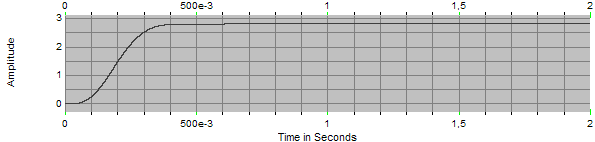 0 500e-3 1 1,5 2
3
2
1
0
Amplitude
0 500e-3 1 1,5 2
Time in Seconds